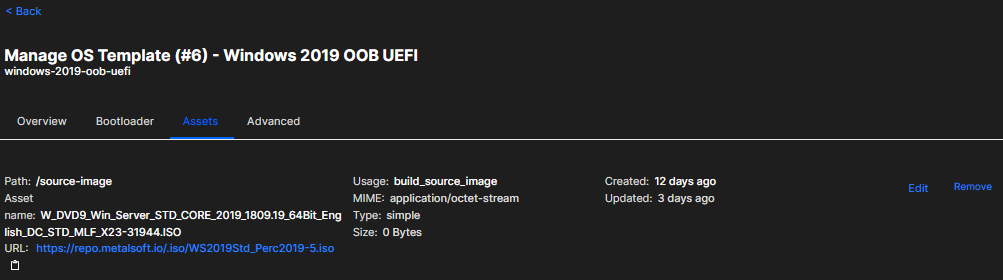 < Back
Manage OS Template (#6) - Windows 2019 OOB UEFI
windows-2019-oob-uefi
Overview Bootloader Assets Advanced
Path: /source-image
Asset
name: W_DVD9_Win_Server_STD_CORE_2019_1809.19_64Bit_Eng
lish_DC_STD_MLF_X23-31944.ISO
URL: https://repo.metalsoft.io/.iso/WS2019Std_Perc2019-5.iso
Usage: build_source_image
MIME: application/octet-stream
Type: simple
Size: 0 Bytes
Created: 12 days ago
Updated: 3 days ago
Edit Remove